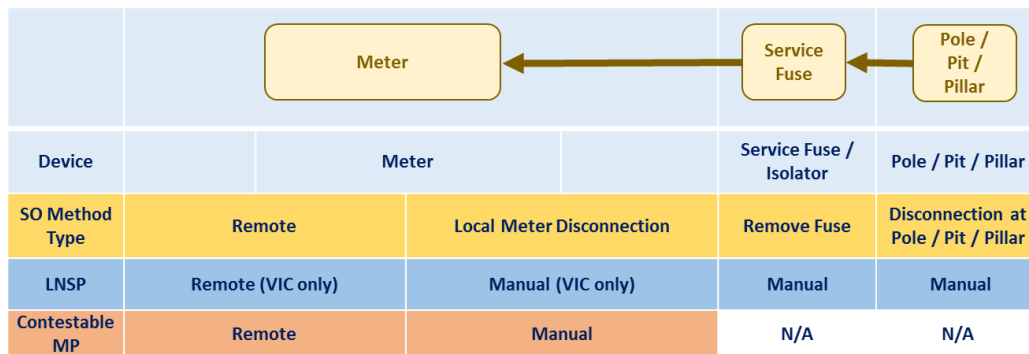 Meter
Service
Fuse
Pole /
Pit /
Pillar
Device
Meter
Service Fuse /
Isolator
Pole / Pit / Pillar
SO Method
Type
Remote
Local Meter Disconnection
Remove Fuse
Disconnection at
Pole / Pit / Pillar
LNSP
Remote (VIC only)
Manual (VIC only)
Manual
Manual
Contestable
MP
Remote
Manual
N/A
N/A